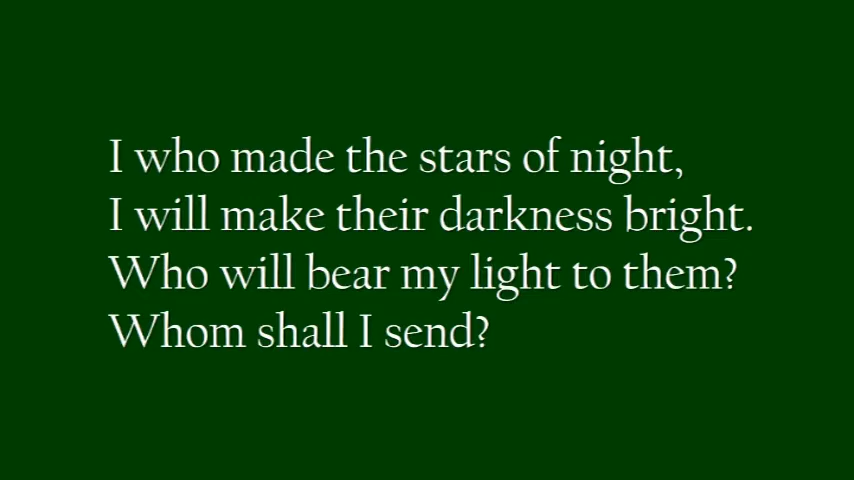 I who made the stars of night,
I will make their darkness bright.
Who will bear my light to them?
Whom shall I send?